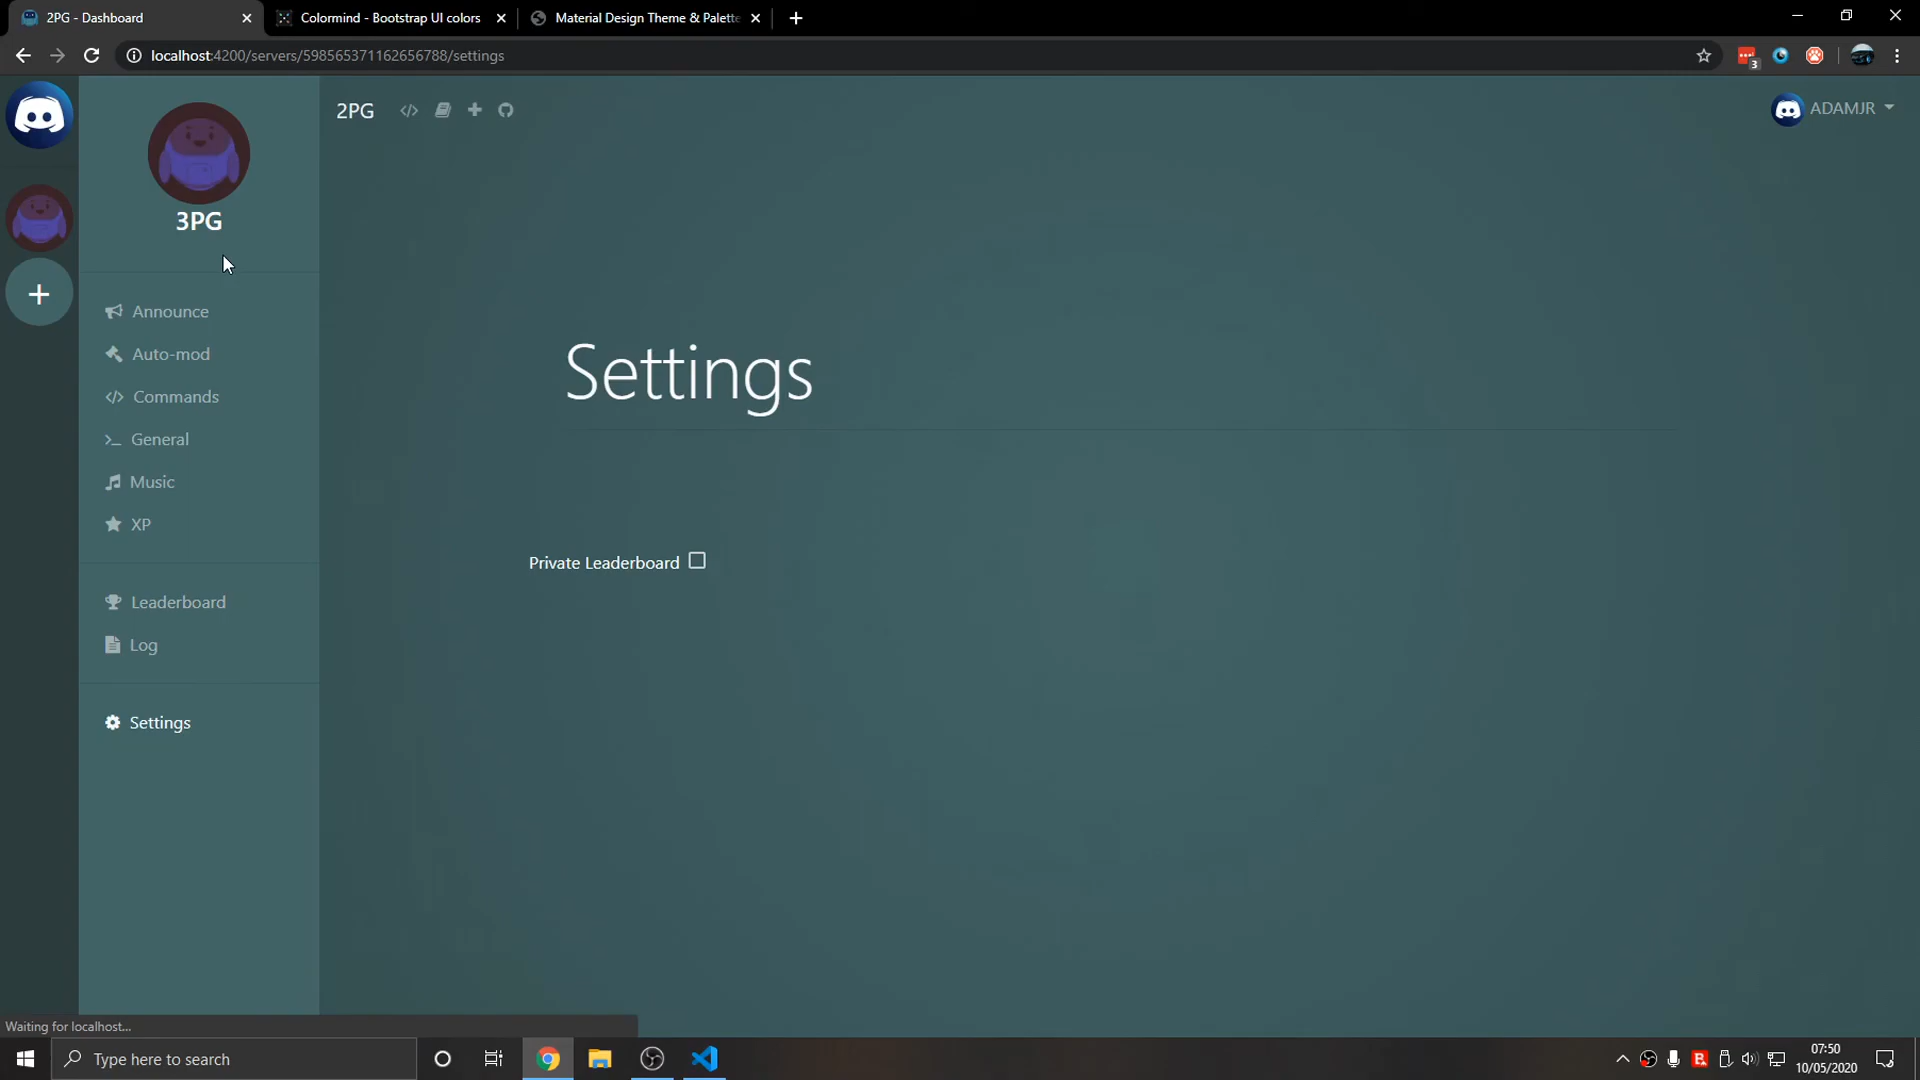 2PG - Dashboard
Colormind - Bootstrap UI colors
Material Design Theme & Palette
localhost:4200/servers/598565371162656788/settings
3
3PG
2PG
ADAMJR
Announce
Auto-mod
Commands
General
Music
XP
Leaderboard
Log
Settings
Settings
Private Leaderboard
Waiting for localhost...
Type here to search
07:50
10/05/2020